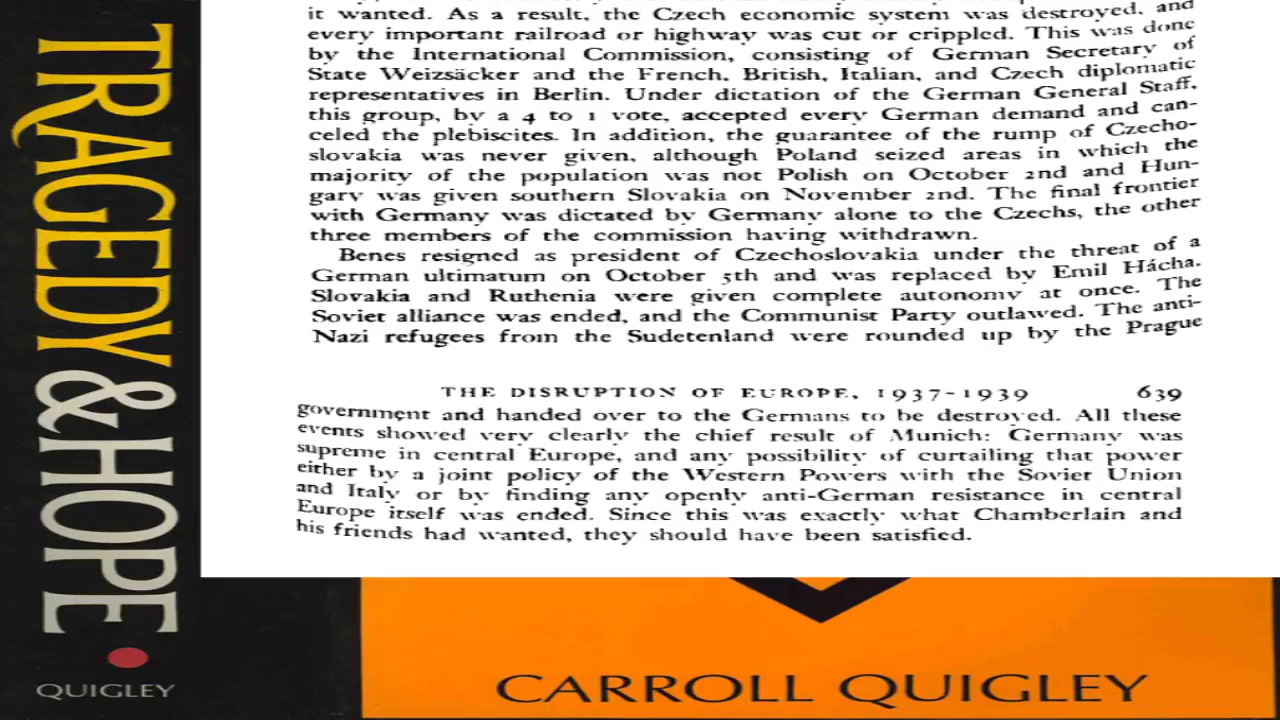 TRAGEDY & HOPE
QUIGLEY
it wanted. As a result, the Czech economic system was destroyed, and
every important railroad or highway was cut or crippled. This was done
by the International Commission, consisting of German Secretary of
State Weizsäcker and the French, British, Italian, and Czech diplomatic
representatives in Berlin. Under dictation of the German General Staff,
this group, by a 4 to 1 vote, accepted every German demand and can-
celed the plebiscites. In addition, the guarantee of the rump of Czecho-
slovakia was never given, although Poland seized areas in which the
majority of the population was not Polish on October 2nd and Hun-
gary was given southern Slovakia on November 2nd. The final frontier
with Germany was dictated by Germany alone to the Czechs, the other
three members of the commission having withdrawn.
Benes resigned as president of Czechoslovakia under the threat of a
German ultimatum on October 5th and was replaced by Emil Hácha.
Slovakia and Ruthenia were given complete autonomy at once. The
Soviet alliance was ended, and the Communist Party outlawed. The anti-
Nazi refugees from the Sudetenland were rounded up by the Prague
THE DISRUPTION OF EUROPE, 1937-1939 639
government and handed over to the Germans to be destroyed. All these
events showed very clearly the chief result of Munich: Germany was
supreme in central Europe, and any possibility of curtailing that power
either by a joint policy of the Western Powers with the Soviet Union
and Italy or by finding any openly anti-German resistance in central
Europe itself was ended. Since this was exactly what Chamberlain and
his friends had wanted, they should have been satisfied.
CARROLL QUIGLEY